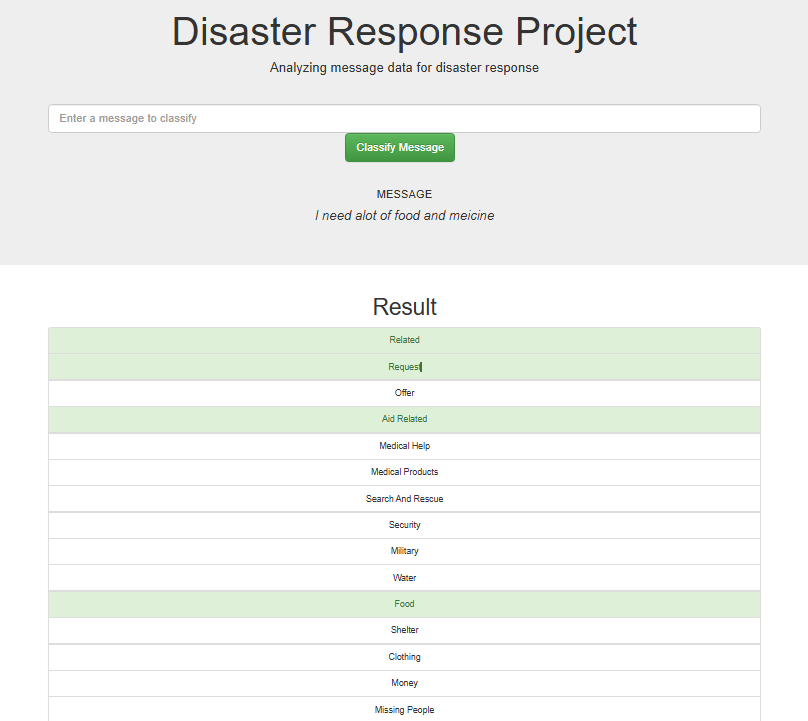 Disaster Response Project
Analyzing message data for disaster response
Enter a message to classify
Classify Message
MESSAGE
I need alot of food and meicine
Result
Related
Request
Offer
Aid Related
Medical Help
Medical Products
Search And Rescue
Security
Military
Water
Food
Shelter
Clothing
Money
Missing People